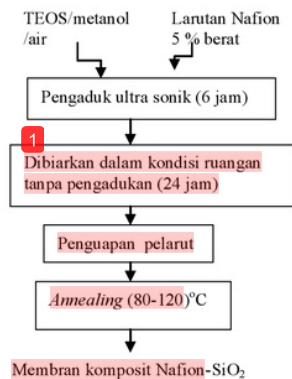 TEOS/metanol Larutan Nafion
/air 5 % berat
Pengaduk ultra sonik (6 jam)
1
Dibiarkan dalam kondisi ruangan
tanpa pengadukan (24 jam)
Penguapan pelarut
Annealing (80-120)°C
Membran komposit Nafion-SiO₂